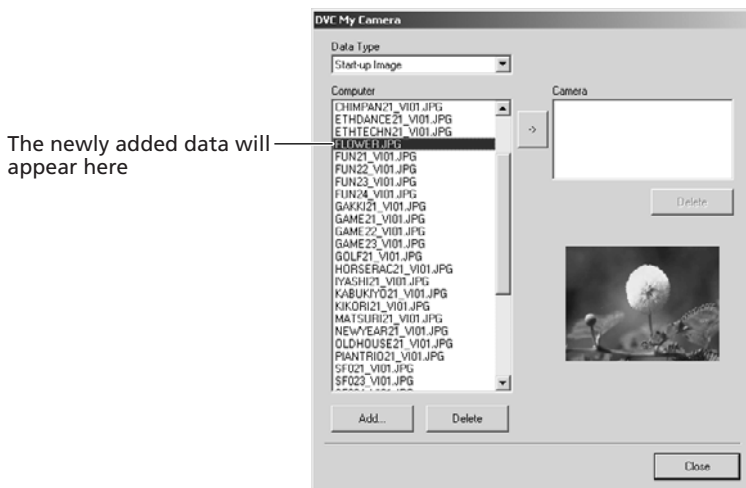 DVC My Camera
Data Type
Start-up Image
Computer
Camera
CHIMPAN21_VI01.JPG
ETHDANCE21_VI01.JPG
ETHTECHN21_VI01.JPG
FLOWER.JPG
FUN21_VI01.JPG
FUN22_VI01.JPG
FUN23_VI01.JPG
FUN24_VI01.JPG
GAKKI21_VI01.JPG
GAME21_VI01.JPG
GAME22_VI01.JPG
GAME23_VI01.JPG
GOLF21_VI01.JPG
HORSERAC21_VI01.JPG
IYASHI21_VI01.JPG
KABUKIYO21_VI01.JPG
KIKORI21_VI01.JPG
MATSURI21_VI01.JPG
NEWYEAR21_VI01.JPG
OLDHOUSE21_VI01.JPG
PIANTRIO21_VI01.JPG
SF021_VI01.JPG
SF023_VI01.JPG
->
Delete
The newly added data will
appear here
Add...
Delete
Close